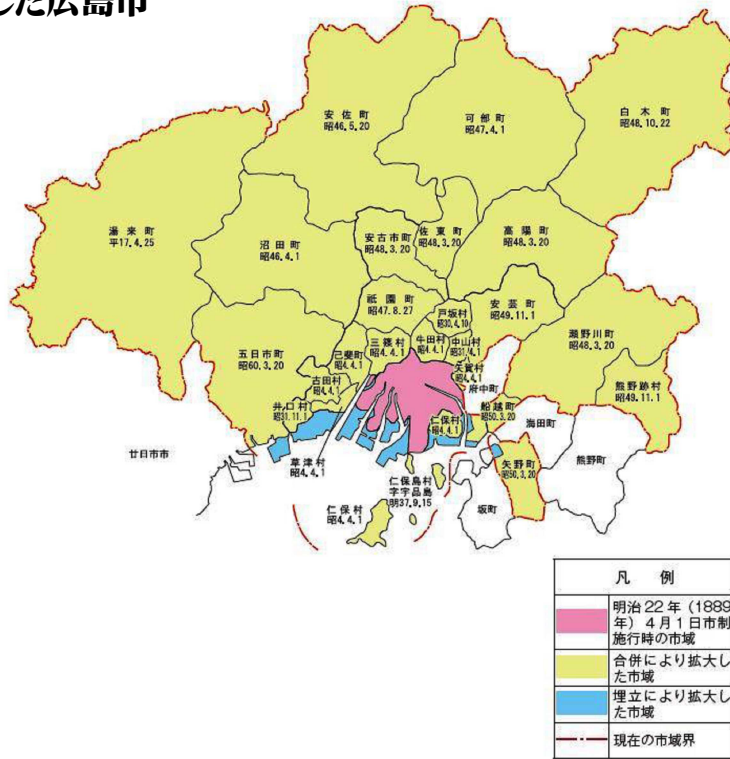 した広島市
安佐町
昭46.5.20
可部町
昭47.4.1
白木町
昭48.10.22
湯来町
平17.4.25
沼田町
昭46.4.1
安古市町
昭48.3.20
佐東町
昭48.3.20
高陽町
昭48.3.20
祇園町
昭47.8.27
戸坂村
昭30.4.10
安芸町
昭49.11.1
瀬野川町
昭48.3.20
五日市町
昭60.3.20
己斐町
昭4.4.1
三篠村
昭4.4.1
牛田村
昭4.4.1
中山村
昭31.4.1
矢賀村
昭4.4.1
府中町
古田村
昭4.4.1
熊野跡村
昭49.11.1
井口村
昭31.11.1
仁保村
昭4.4.1
船越町
昭50.3.20
海田町
廿日市市
草津村
昭4.4.1
仁保島村
字宇品島
明37.9.15
矢野町
昭50.3.20
熊野町
仁保村
昭4.4.1
坂町
凡例
明治22年（1889
年）4月1日市制
施行時の市域
合併により拡大し
た市域
埋立により拡大し
た市域
現在の市域界